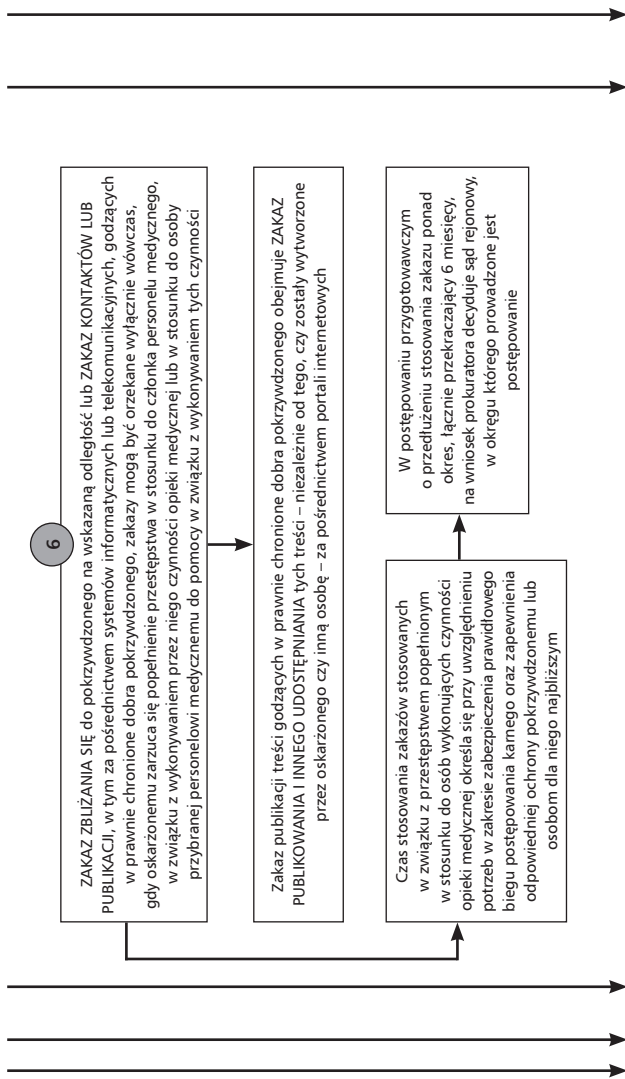 6
ZAKAZ ZBLIŻANIA SIĘ do pokrzywdzonego na wskazaną odległość lub ZAKAZ KONTAKTÓW LUB
PUBLIKACJI, w tym za pośrednictwem systemów informatycznych lub telekomunikacyjnych, godzących
w prawnie chronione dobra pokrzywdzonego, zakazy mogą być orzekane wyłącznie wówczas,
gdy oskarżonemu zarzuca się popełnienie przestępstwa w stosunku do członka personelu medycznego,
w związku z wykonywaniem przez niego czynności opieki medycznej lub w stosunku do osoby
przybranej personelowi medycznemu do pomocy w związku z wykonywaniem tych czynności
Zakaz publikacji treści godzących w prawnie chronione dobra pokrzywdzonego obejmuje ZAKAZ
PUBLIKOWANIA I INNEGO UDOSTĘPNIANIA tych treści – niezależnie od tego, czy zostały wytworzone
przez oskarżonego czy inną osobę – za pośrednictwem portali internetowych
Czas stosowania zakazów stosowanych
w związku z przestępstwem popełnionym
w stosunku do osób wykonujących czynności
opieki medycznej określa się przy uwzględnieniu
potrzeb w zakresie zabezpieczenia prawidłowego
biegu postępowania karnego oraz zapewnienia
odpowiedniej ochrony pokrzywdzonemu lub
osobom dla niego najbliższym
W postępowaniu przygotowawczym
o przedłużeniu stosowania zakazu ponad
okres, łącznie przekraczający 6 miesięcy,
na wniosek prokuratora decyduje sąd rejonowy,
w okręgu którego prowadzone jest
postępowanie